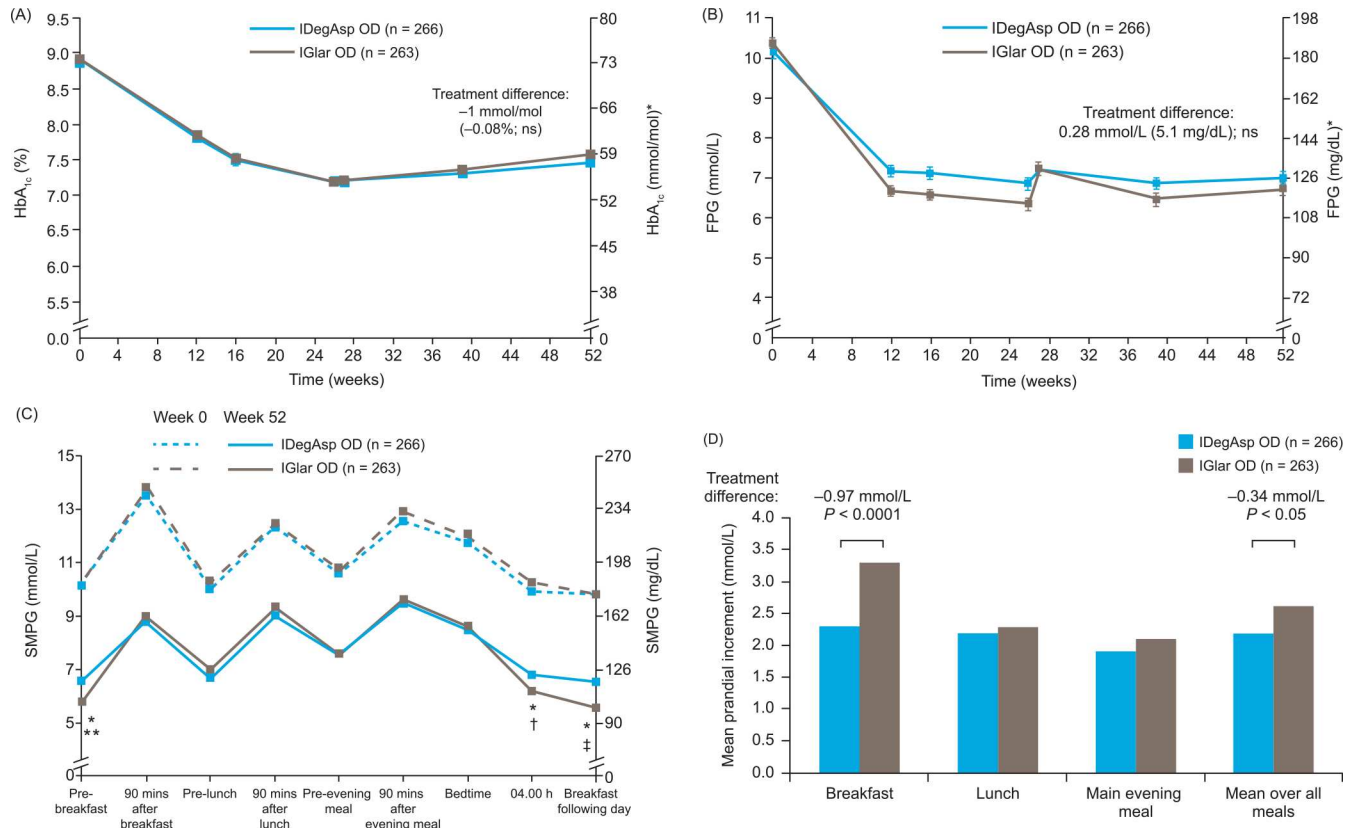 (A)
9.5
9.0
8.5
8.0
7.5
7.0
6.5
6.0
5.5
0.0
HbA1c (%)
IDegAsp OD (n = 266)
IGlar OD (n = 263)
Treatment difference:
–1 mmol/mol
(–0.08%; ns)
80
73
66
59
52
45
38
0
HbA1c (mmol/mol)*
0 4 8 12 16 20 24 28 32 36 40 44 48 52
Time (weeks)
(B)
11
10
9
8
7
6
5
4
0
FPG (mmol/L)
IDegAsp OD (n = 266)
IGlar OD (n = 263)
Treatment difference:
0.28 mmol/L (5.1 mg/dL); ns
198
180
162
144
126
108
90
72
0
FPG (mg/dL)*
0 4 8 12 16 20 24 28 32 36 40 44 48 52
Time (weeks)
(C)
Week 0 Week 52
IDegAsp OD (n = 266)
IGlar OD (n = 263)
15
13
11
9
7
5
0
SMPG (mmol/L)
270
234
198
162
126
90
0
SMPG (mg/dL)
*
**
*
†
*
‡
Pre-
breakfast
90 mins
after
breakfast
Pre-lunch
90 mins
after
lunch
Pre-evening
meal
90 mins
after
evening meal
Bedtime
04.00 h
Breakfast
following day
(D)
IDegAsp OD (n = 266)
IGlar OD (n = 263)
Treatment
difference:
–0.97 mmol/L
P < 0.0001
–0.34 mmol/L
P < 0.05
4.0
3.5
3.0
2.5
2.0
1.5
1.0
0.5
0.0
Mean prandial increment (mmol/L)
Breakfast
Lunch
Main evening
meal
Mean over all
meals